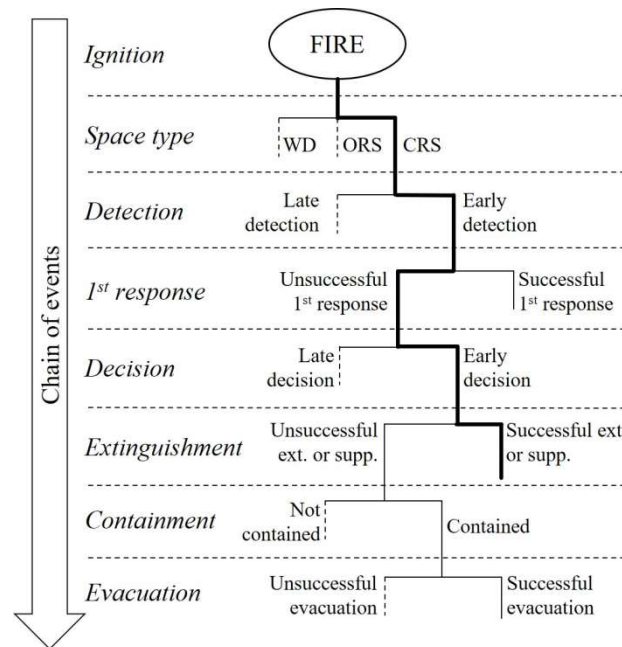 FIRE
Ignition
Space type
WD
ORS
CRS
Late
detection
Early
detection
Detection
Unsuccessful
1st response
Successful
1st response
1st response
Late
decision
Early
decision
Decision
Unsuccessful
ext. or supp.
Successful ext
or supp.
Extinguishment
Not
contained
Contained
Containment
Unsuccessful
evacuation
Successful
evacuation
Evacuation
Chain of events